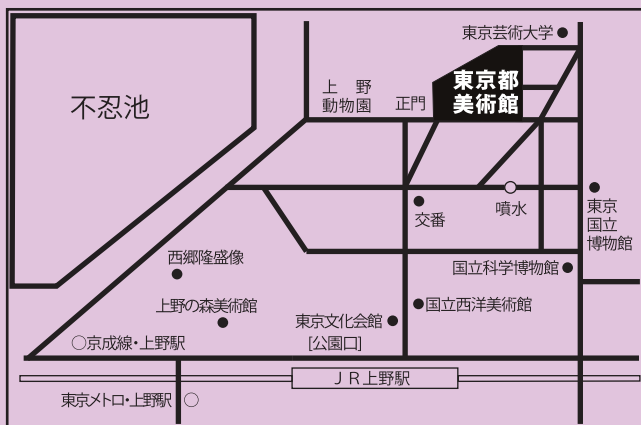 東京芸術大学
不忍池
上野
動物園
正門
東京都
美術館
交番
噴水
東京
国立
博物館
西郷隆盛像
国立科学博物館
上野の森美術館
国立西洋美術館
東京文化会館
[公園口]
京成線・上野駅
JR上野駅
東京メトロ・上野駅